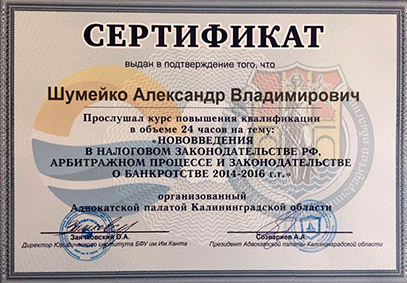 СЕРТИФИКАТ
выдан в подтверждение того, что
Шумейко Александр Владимирович
Прослушал курс повышения квалификации
в объеме 24 часов на тему:
«НОВОВВЕДЕНИЯ
В НАЛОГОВОМ ЗАКОНОДАТЕЛЬСТВЕ РФ,
АРБИТРАЖНОМ ПРОЦЕССЕ И ЗАКОНОДАТЕЛЬСТВЕ
О БАНКРОТСТВЕ 2014-2016 г.г.»
организованный
Адвокатской палатой Калининградской области
Заячковский О.А. Созвариев А.А.
Директор Юридического института БФУ им.Им Канта Президент Адвокатской палаты Калининградской области